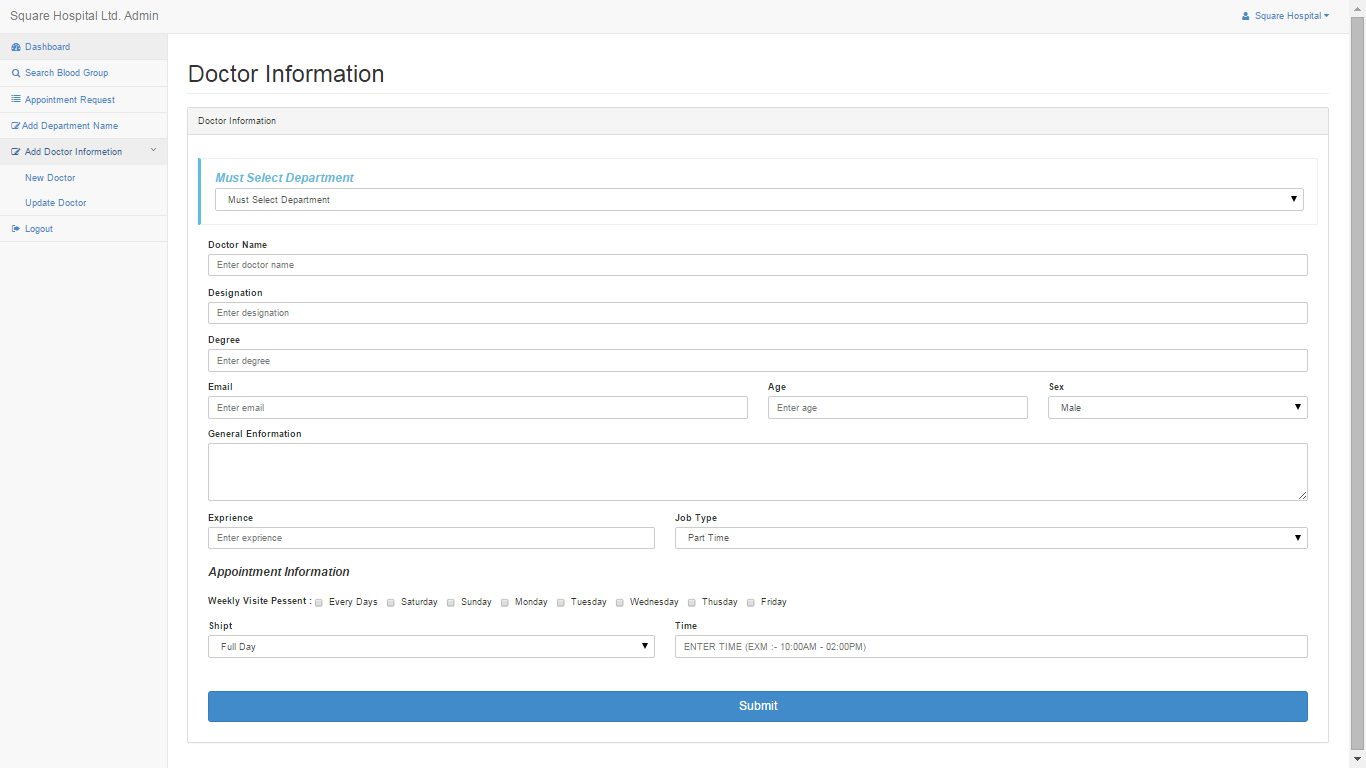 Square Hospital Ltd. Admin
Square Hospital
Dashboard
Search Blood Group
Appointment Request
Add Department Name
Add Doctor Informetion
New Doctor
Update Doctor
Logout
Doctor Information
Doctor Information
Must Select Department
Must Select Department
Doctor Name
Enter doctor name
Designation
Enter designation
Degree
Enter degree
Email Age Sex
Enter email Enter age Male
General Enformation
Exprience Job Type
Enter exprience Part Time
Appointment Information
Weekly Visite Pessent : Every Days Saturday Sunday Monday Tuesday Wednesday Thusday Friday
Shipt Time
Full Day ENTER TIME (EXM :- 10:00AM - 02:00PM)
Submit